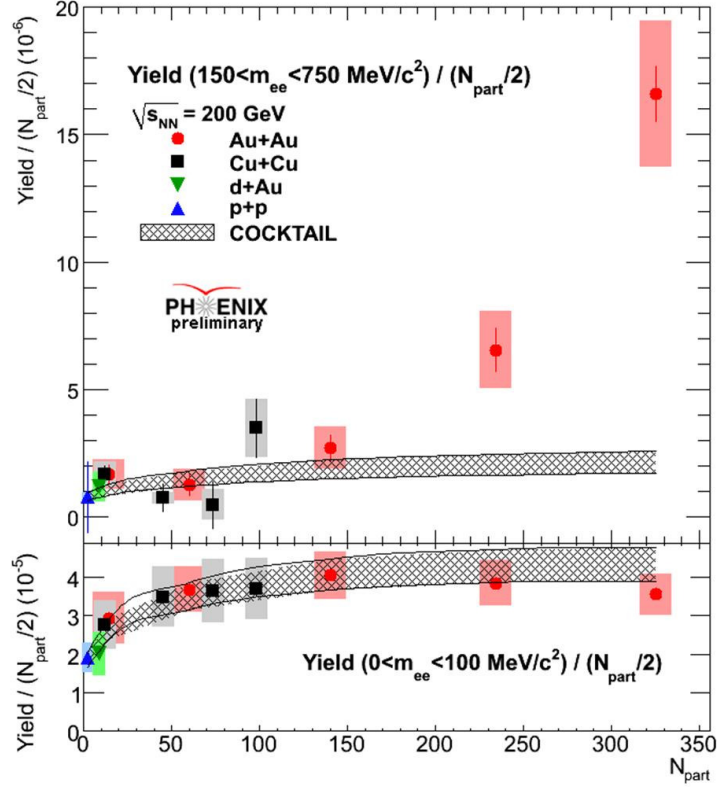 20
15
10
5
0
Yield / (N_part/2) (10^-6)
Yield (150<m_ee<750 MeV/c²) / (N_part/2)
√s_NN = 200 GeV
Au+Au
Cu+Cu
d+Au
p+p
COCKTAIL
PH ENIX
preliminary
4
3
2
1
0
Yield / (N_part/2) (10^-5)
Yield (0<m_ee<100 MeV/c²) / (N_part/2)
0 50 100 150 200 250 300 350
N_part